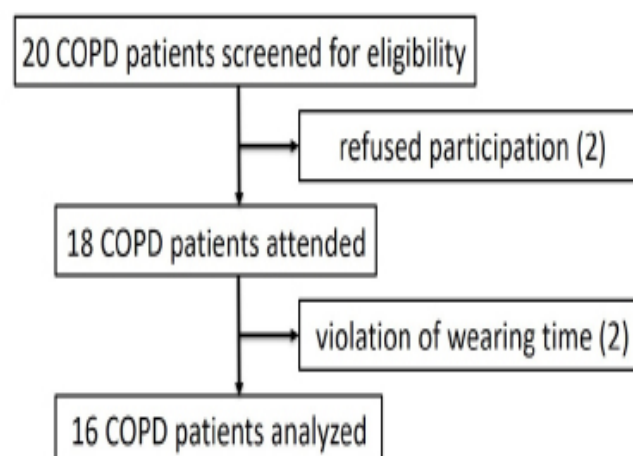 20 COPD patients screened for eligibility
refused participation (2)
18 COPD patients attended
violation of wearing time (2)
16 COPD patients analyzed